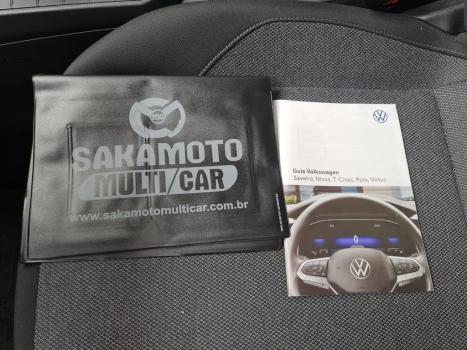 SAKAMOTO
MULTI/CAR
www.sakamotomulticar.com.br
Guia Volkswagen
Saveiro, Nivus, T-Cross, Polo, Virtus